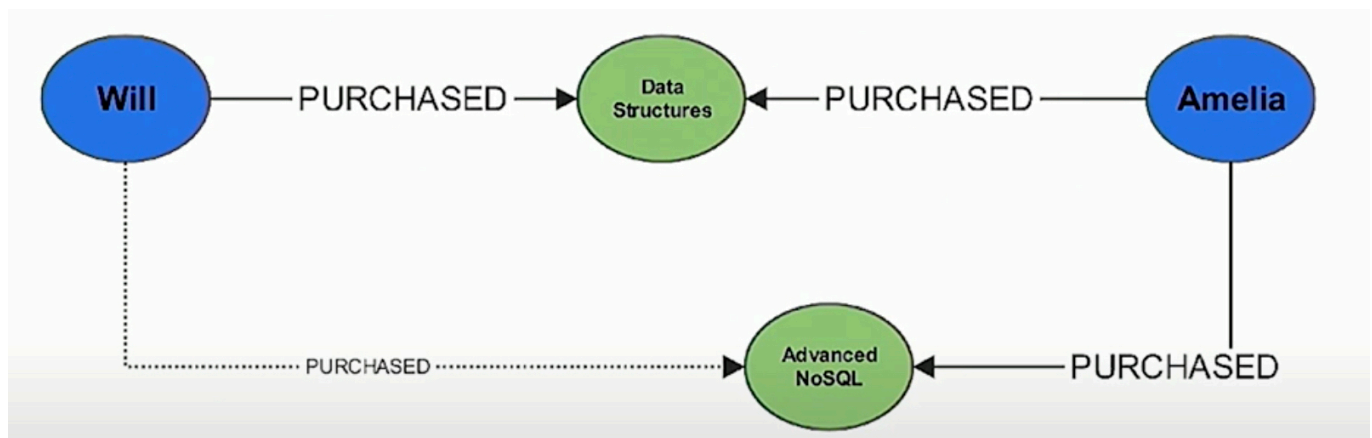 Will
PURCHASED
Data
Structures
PURCHASED
Amelia
PURCHASED
Advanced
NoSQL
PURCHASED